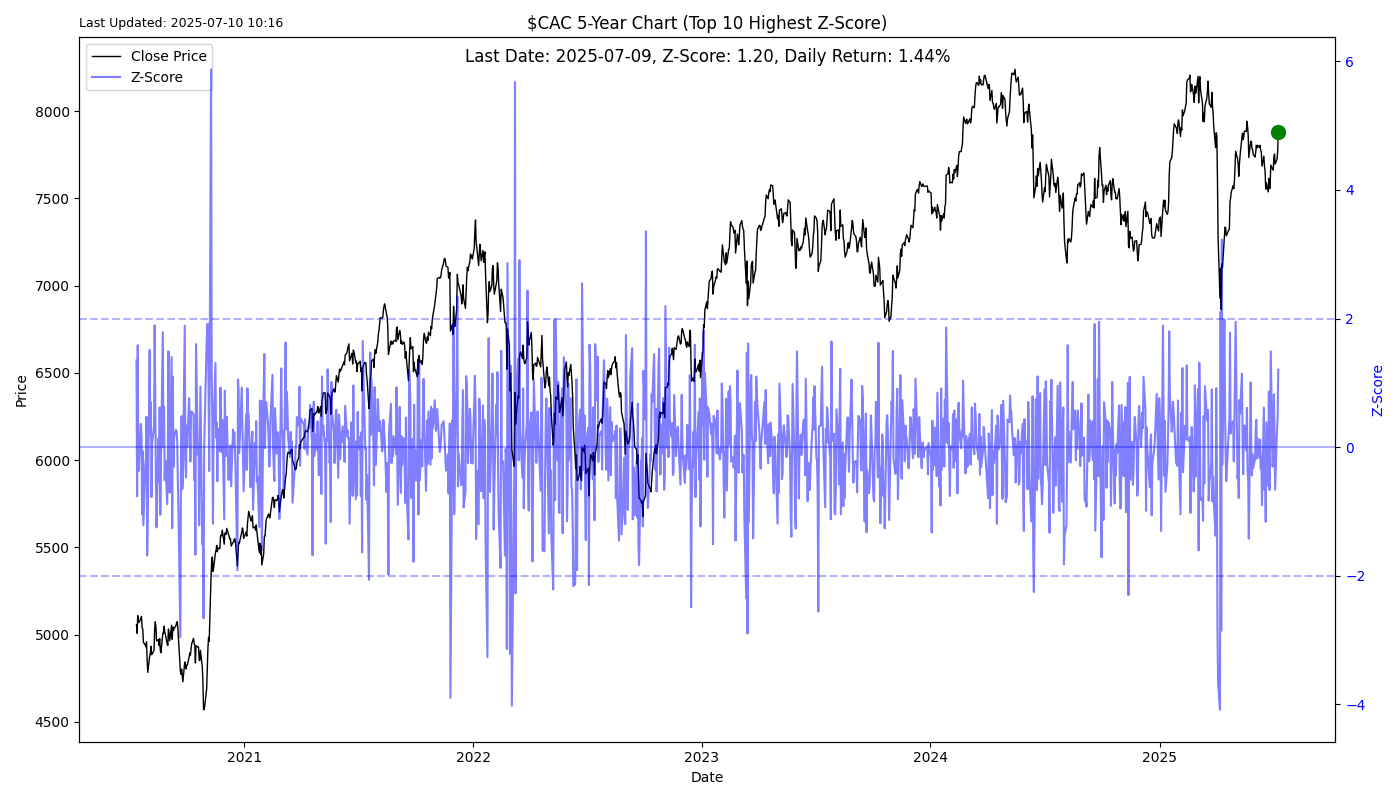 Last Updated: 2025-07-10 10:16
$CAC 5-Year Chart (Top 10 Highest Z-Score)
Last Date: 2025-07-09, Z-Score: 1.20, Daily Return: 1.44%
Close Price
Z-Score
8000
7500
7000
6500
6000
5500
5000
4500
Price
6
4
2
0
−2
−4
Z-Score
2021
2022
2023
2024
2025
Date